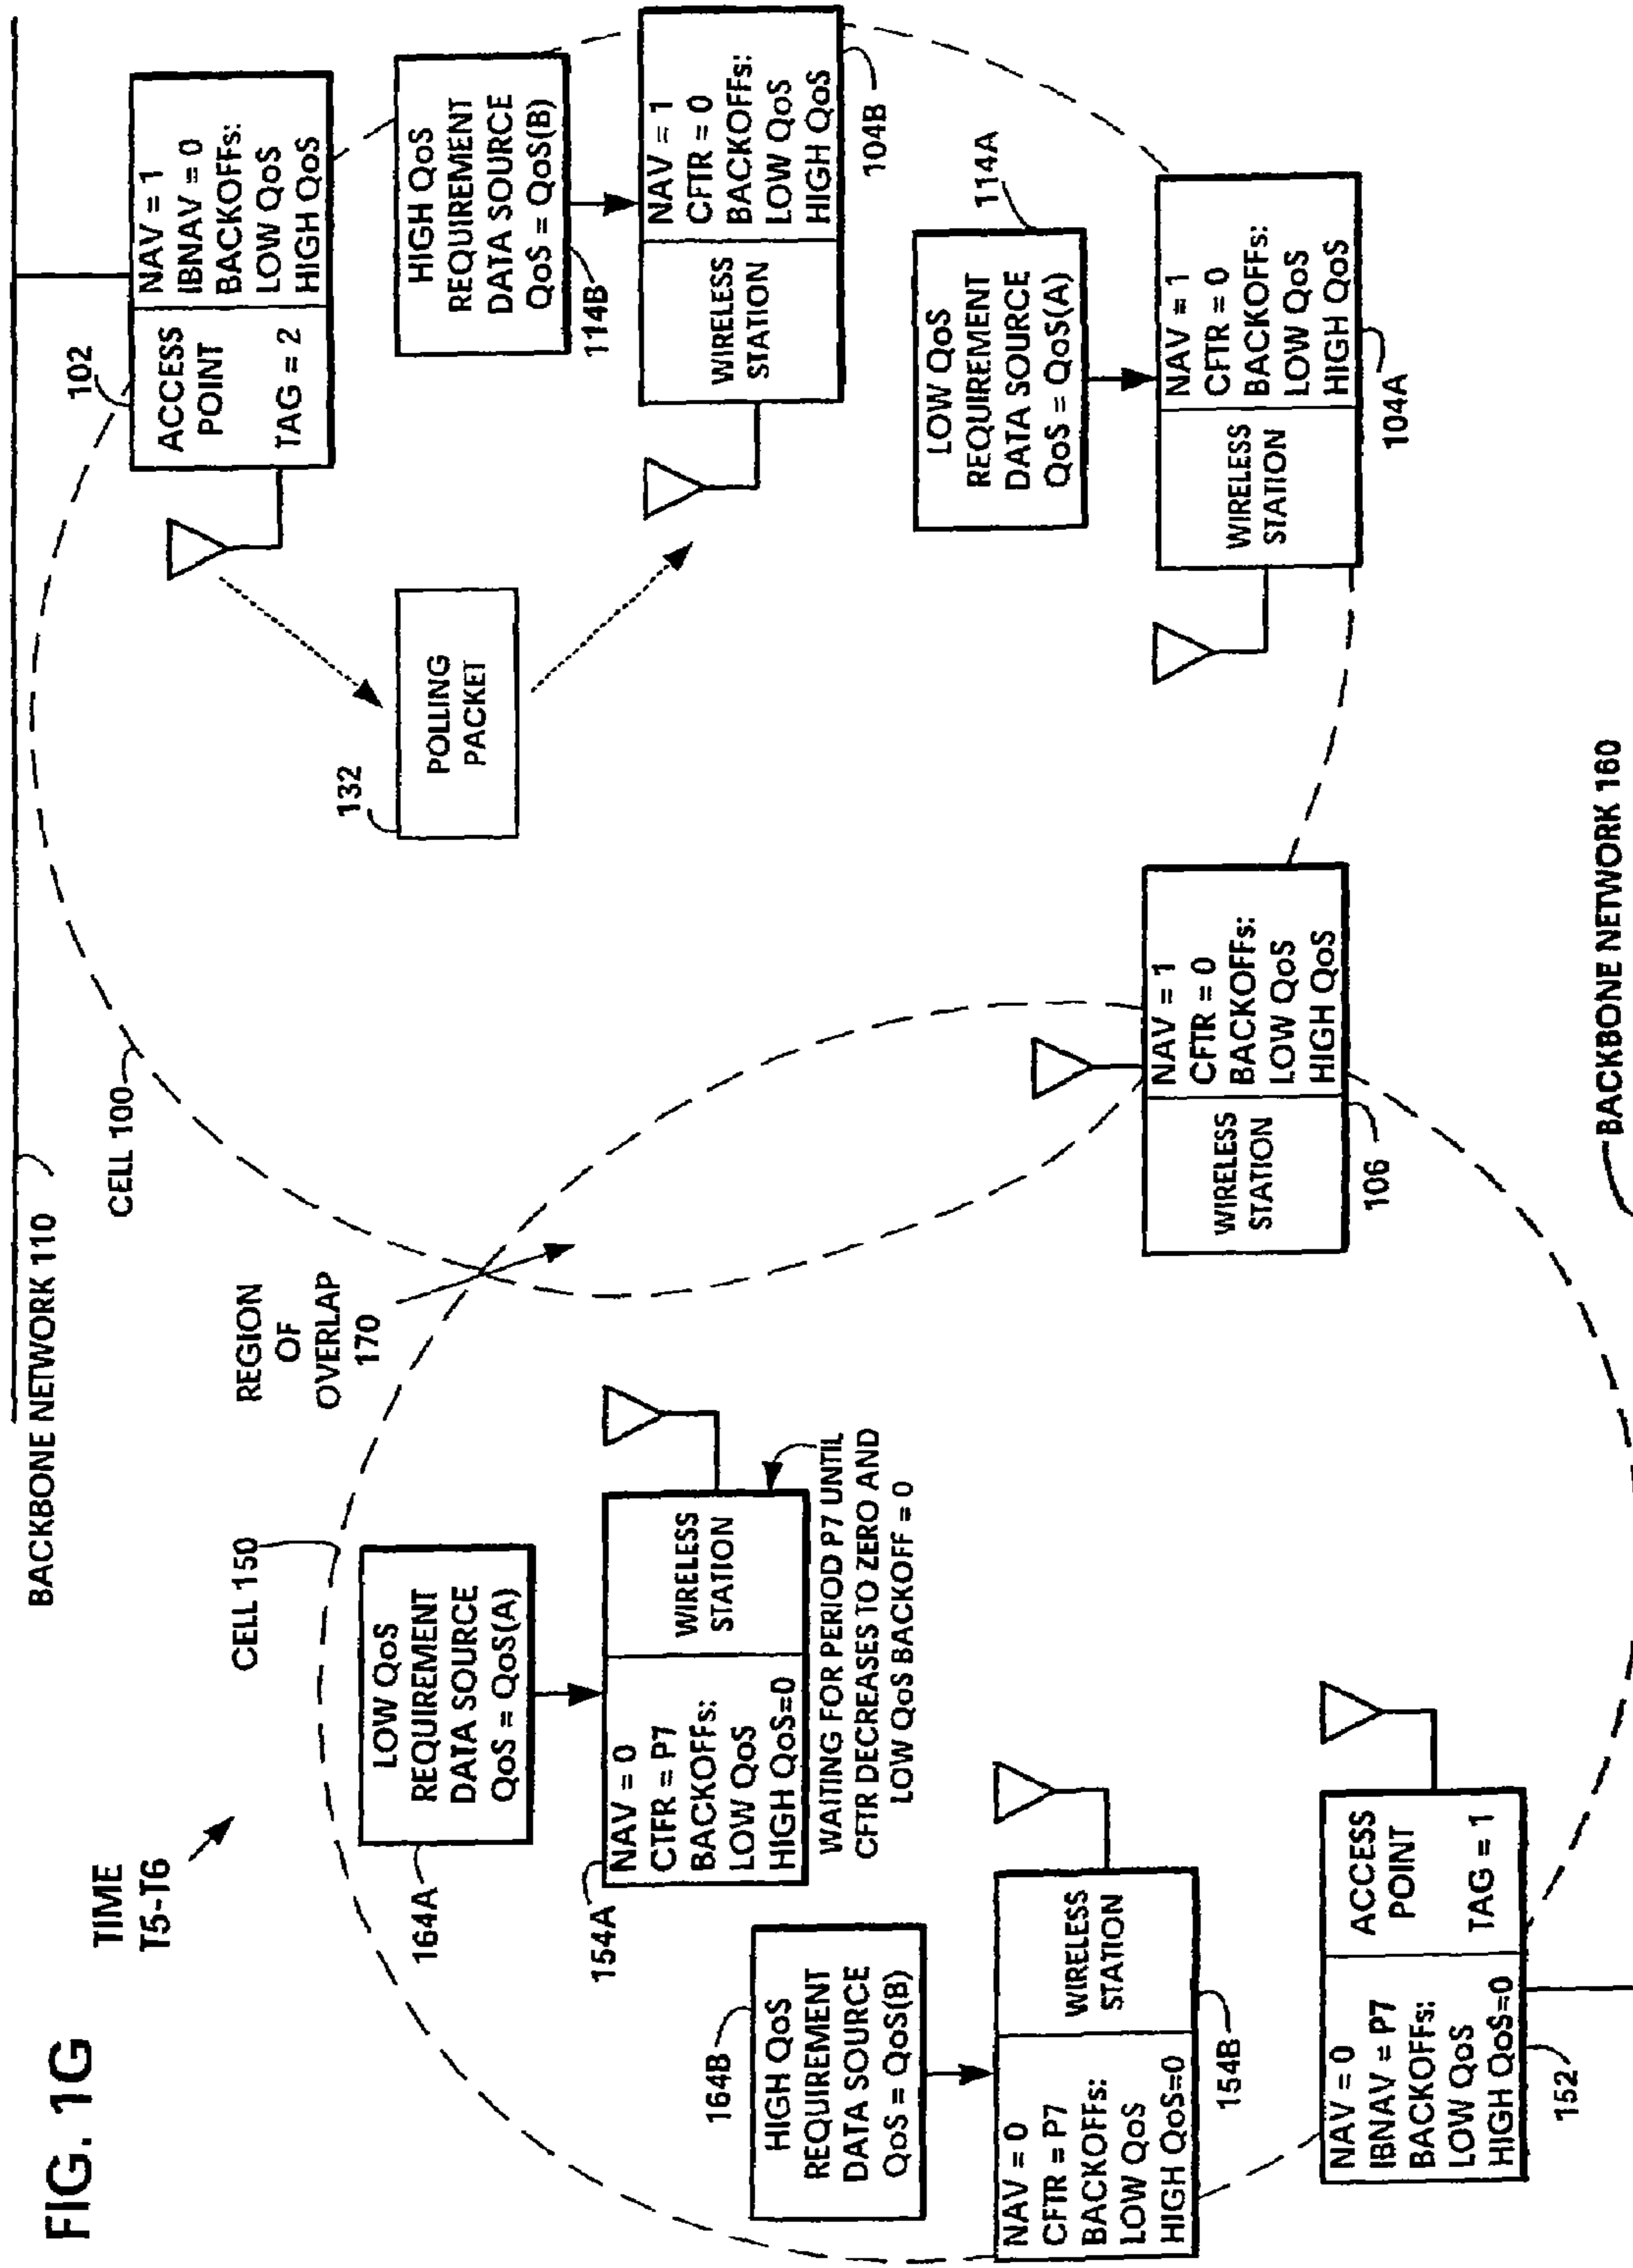 FIG. 1G
TIME
T5-T6
BACKBONE NETWORK 110
CELL 150
REGION
OF
OVERLAP
170
CELL 100
LOW QoS
REQUIREMENT
DATA SOURCE
QoS = QoS(A)
164A
154A
NAV = 0
CTFR = P7
BACKOFFs:
LOW QoS
HIGH QoS=0
WIRELESS
STATION
WAITING FOR PERIOD P7 UNTIL
CFTR DECREASES TO ZERO AND
LOW QoS BACKOFF = 0
164B
HIGH QoS
REQUIREMENT
DATA SOURCE
QoS = QoS(B)
NAV = 0
CFTR = P7
BACKOFFs:
LOW QoS
HIGH QoS=0
WIRELESS
STATION
154B
NAV = 0
IBNAV = P7
BACKOFFs:
LOW QoS
HIGH QoS=0
ACCESS
POINT
TAG = 1
152
WIRELESS
STATION
NAV = 1
CFTR = 0
BACKOFFs:
LOW QoS
HIGH QoS
106
132
POLLING
PACKET
102
ACCESS
POINT
TAG = 2
NAV = 1
IBNAV = 0
BACKOFFs:
LOW QoS
HIGH QoS
HIGH QoS
REQUIREMENT
DATA SOURCE
QoS = QoS(B)
114B
WIRELESS
STATION
NAV = 1
CFTR = 0
BACKOFFs:
LOW QoS
HIGH QoS
104B
114A
LOW QoS
REQUIREMENT
DATA SOURCE
QoS = QoS(A)
WIRELESS
STATION
NAV = 1
CFTR = 0
BACKOFFs:
LOW QoS
HIGH QoS
104A
BACKBONE NETWORK 160